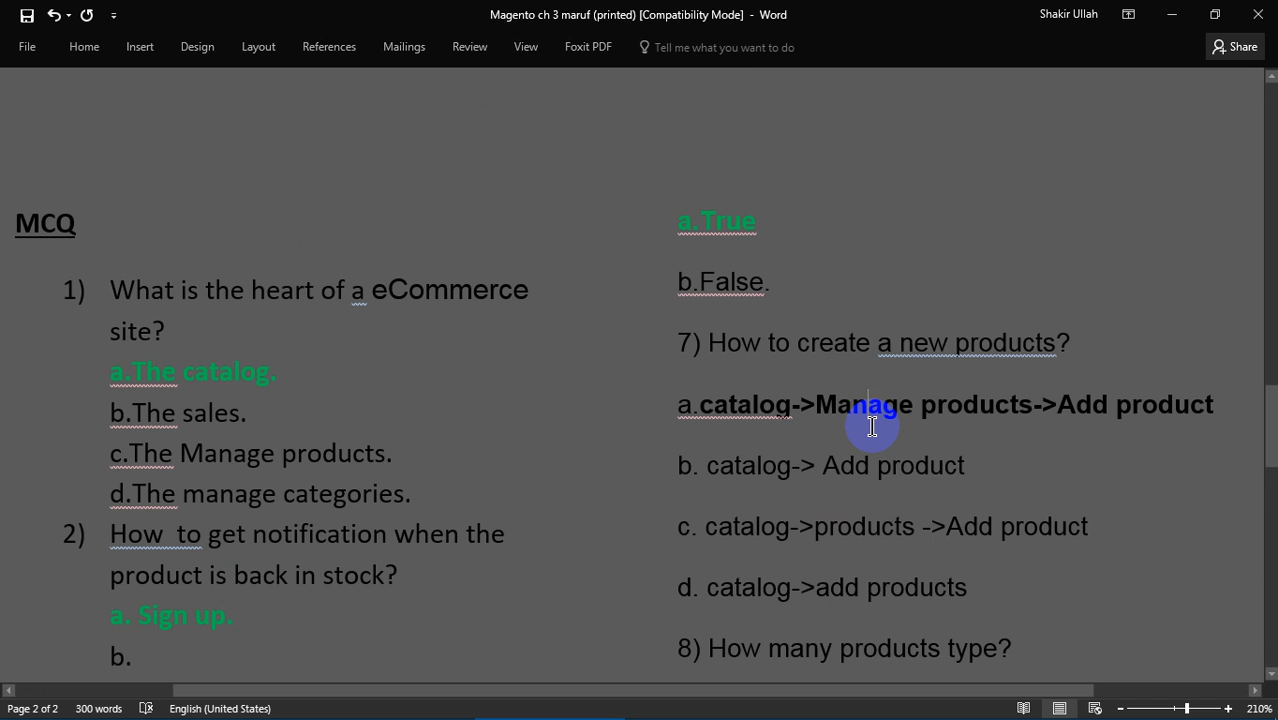 Magento ch 3 maruf (printed) [Compatibility Mode] - Word
Shakir Ullah
File Home Insert Design Layout References Mailings Review View Foxit PDF Tell me what you want to do Share
MCQ
1) What is the heart of a eCommerce
site?
a.The catalog.
b.The sales.
c.The Manage products.
d.The manage categories.
2) How  to get notification when the
product is back in stock?
a. Sign up.
b.
a.True
b.False.
7) How to create a new products?
a.catalog->Manage products->Add product
b. catalog-> Add product
c. catalog->products ->Add product
d. catalog->add products
8) How many products type?
Page 2 of 2 300 words English (United States) 210%